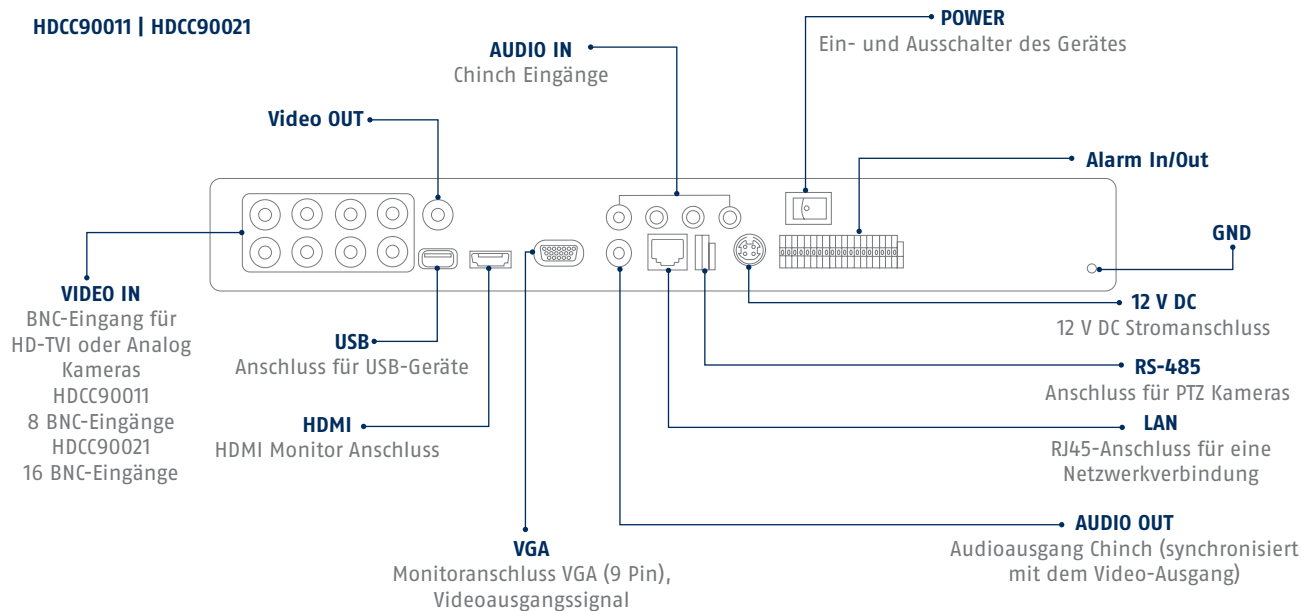 HDCC90011 | HDCC90021
POWER
Ein- und Ausschalter des Gerätes
AUDIO IN
Chinch Eingänge
Video OUT
Alarm In/Out
GND
VIDEO IN
BNC-Eingang für
HD-TVI oder Analog
Kameras
HDCC90011
8 BNC-Eingänge
HDCC90021
16 BNC-Eingänge
USB
Anschluss für USB-Geräte
HDMI
HDMI Monitor Anschluss
VGA
Monitoranschluss VGA (9 Pin),
Videoausgangssignal
12 V DC
12 V DC Stromanschluss
RS-485
Anschluss für PTZ Kameras
LAN
RJ45-Anschluss für eine
Netzwerkverbindung
AUDIO OUT
Audioausgang Chinch (synchronisiert
mit dem Video-Ausgang)